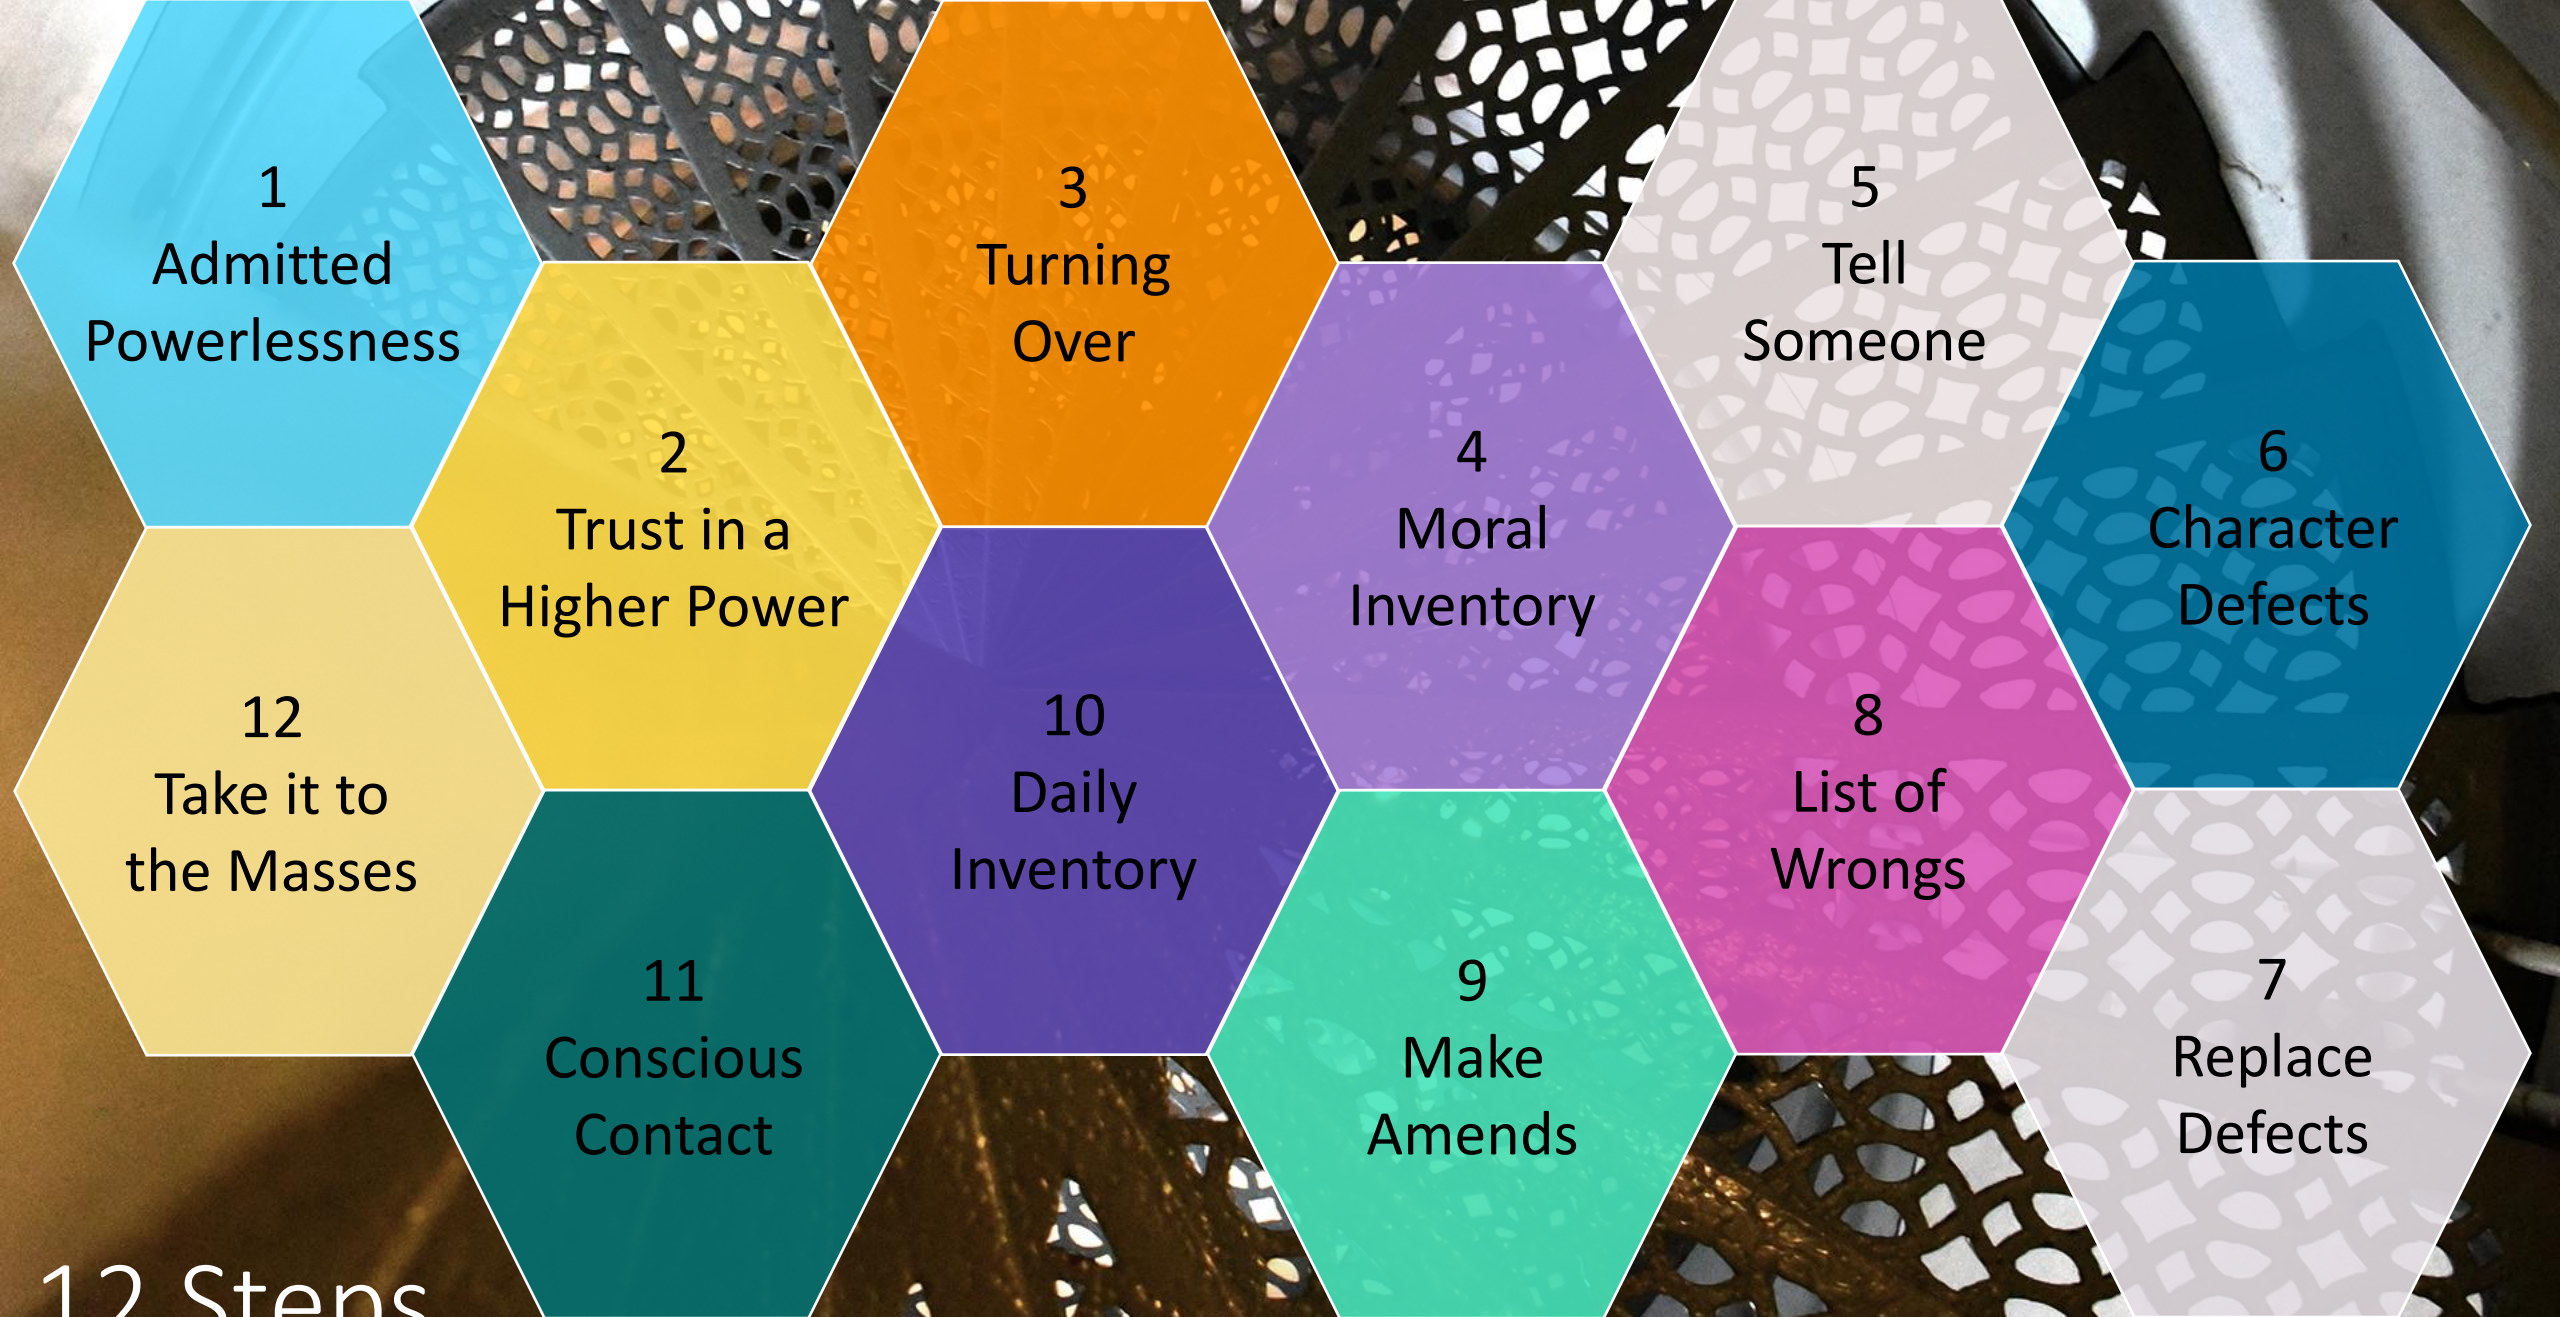 1
Admitted
Powerlessness
2
Trust in a
Higher Power
3
Turning
Over
4
Moral
Inventory
5
Tell
Someone
6
Character
Defects
7
Replace
Defects
8
List of
Wrongs
9
Make
Amends
10
Daily
Inventory
11
Conscious
Contact
12
Take it to
the Masses
12 Steps